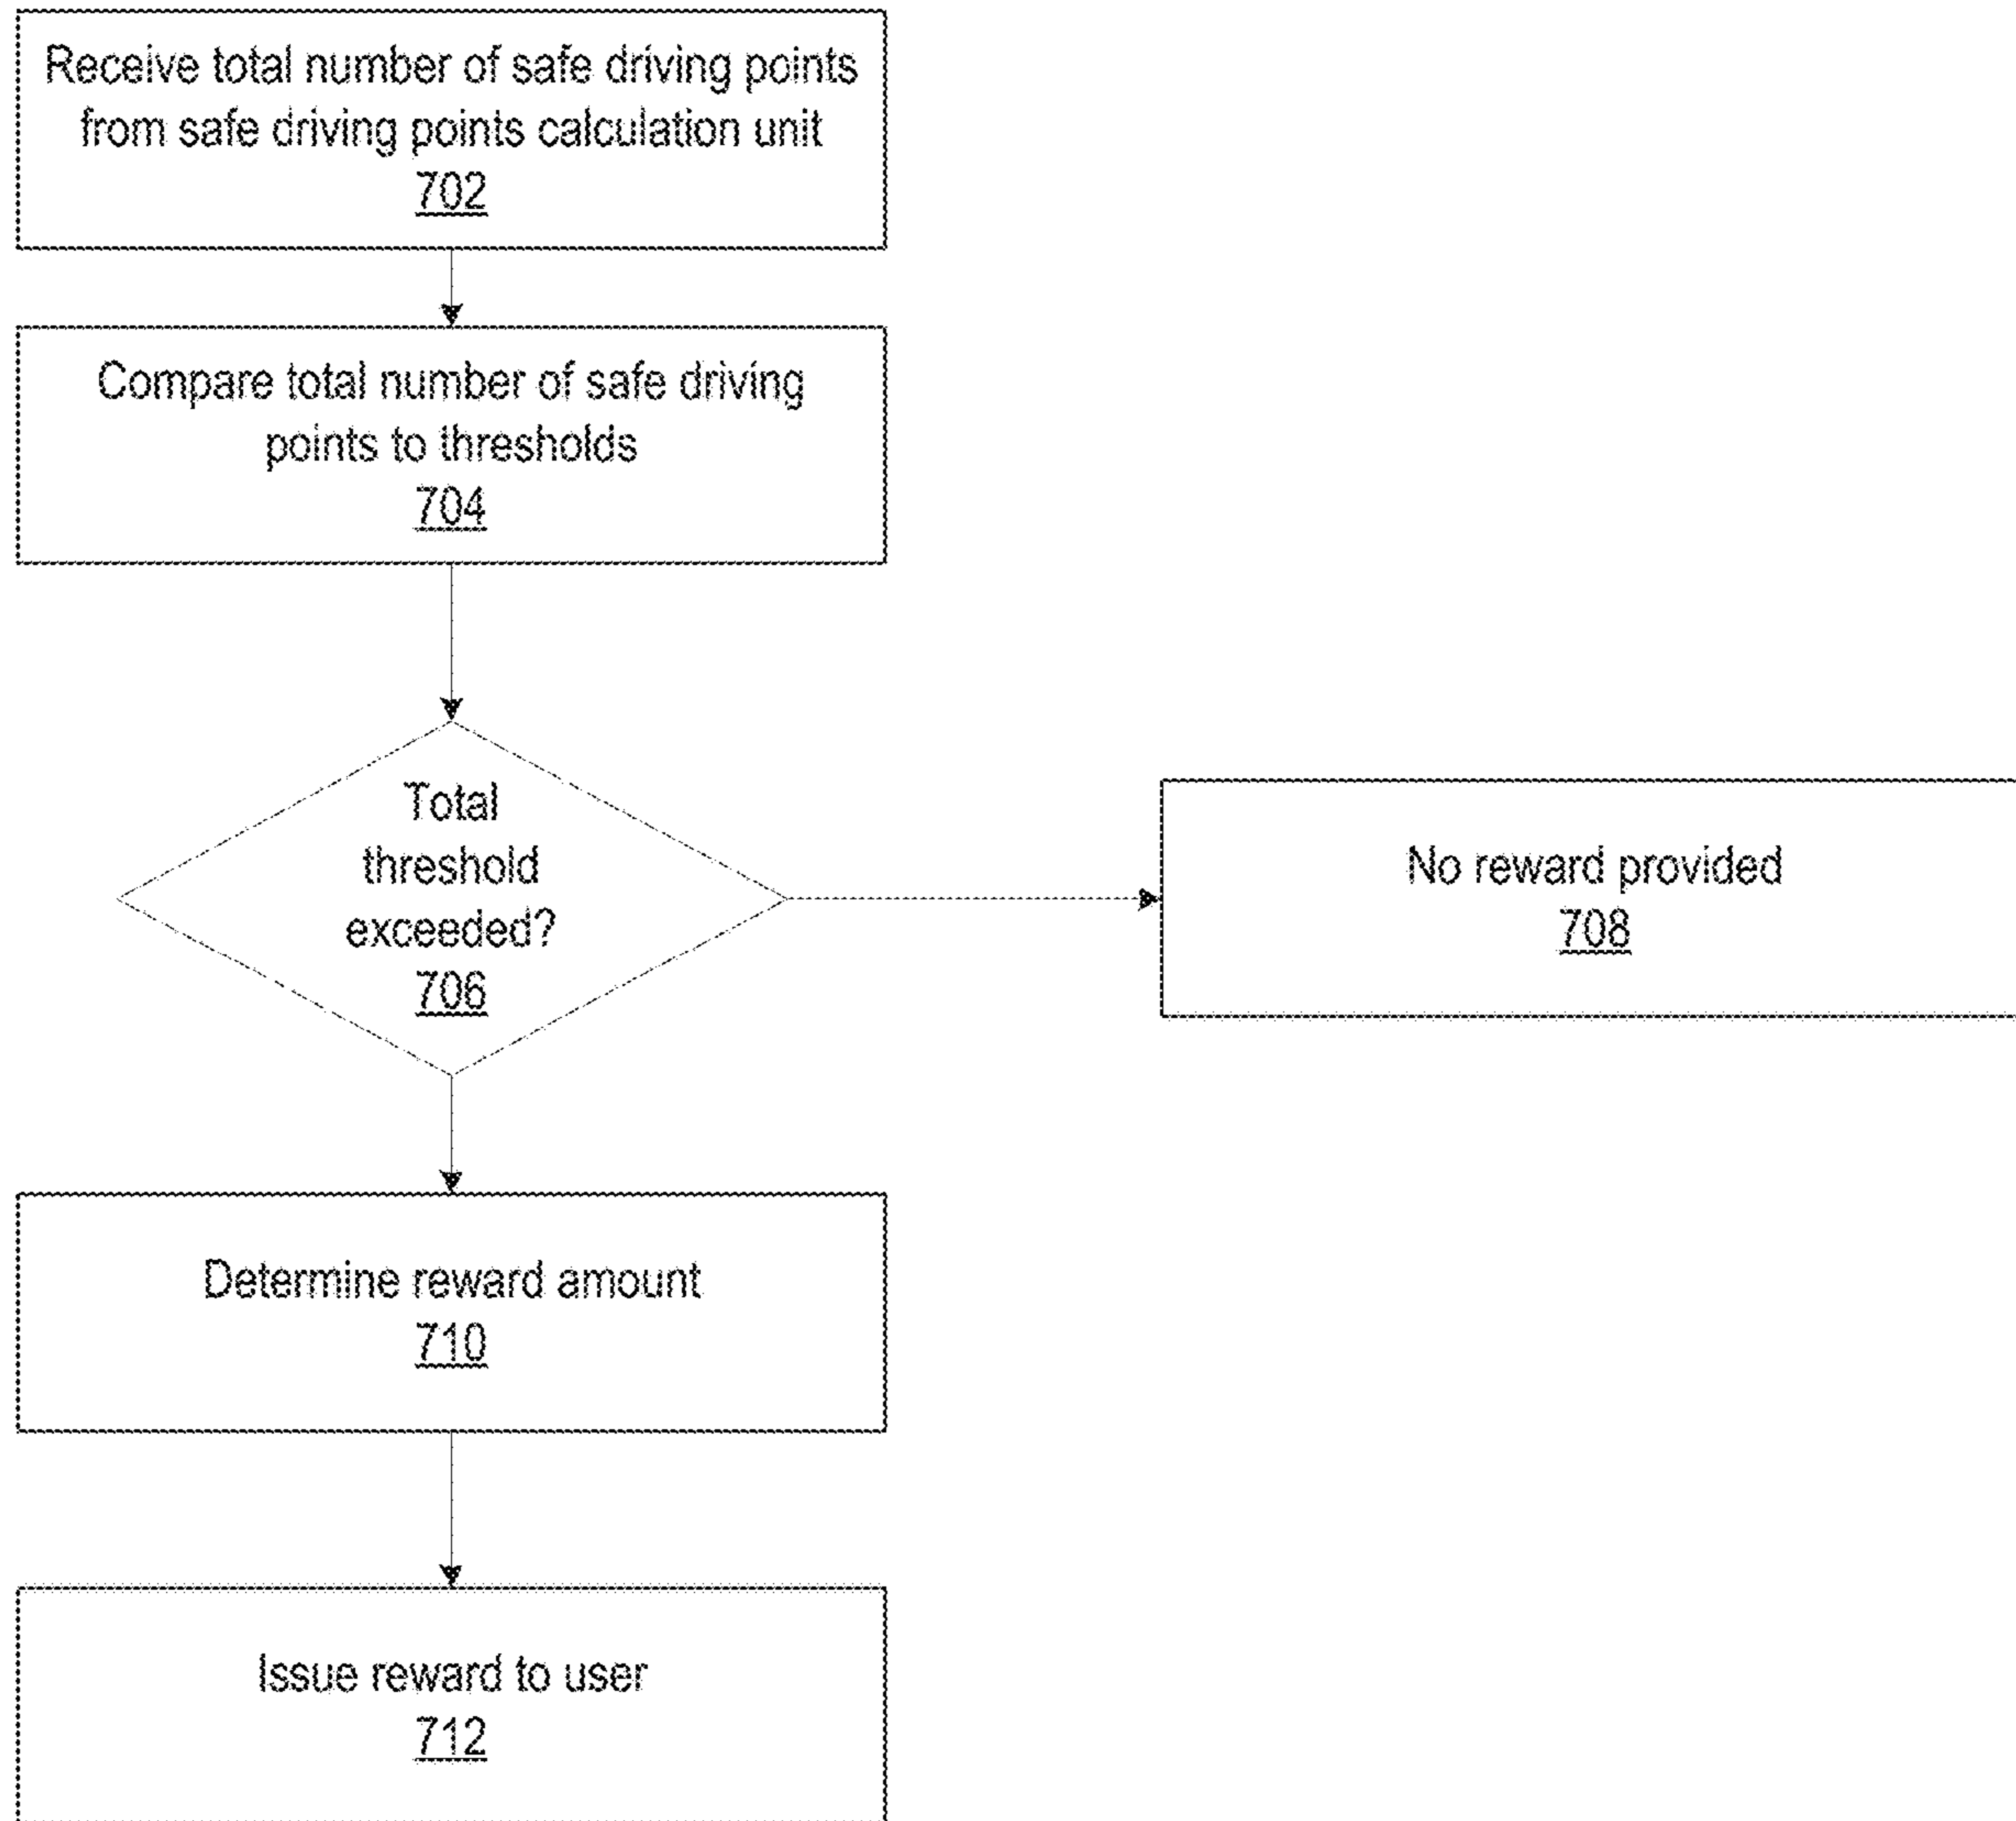 Receive total number of safe driving points
from safe driving points calculation unit
702
Compare total number of safe driving
points to thresholds
704
Total
threshold
exceeded?
706
No reward provided
708
Determine reward amount
710
Issue reward to user
712